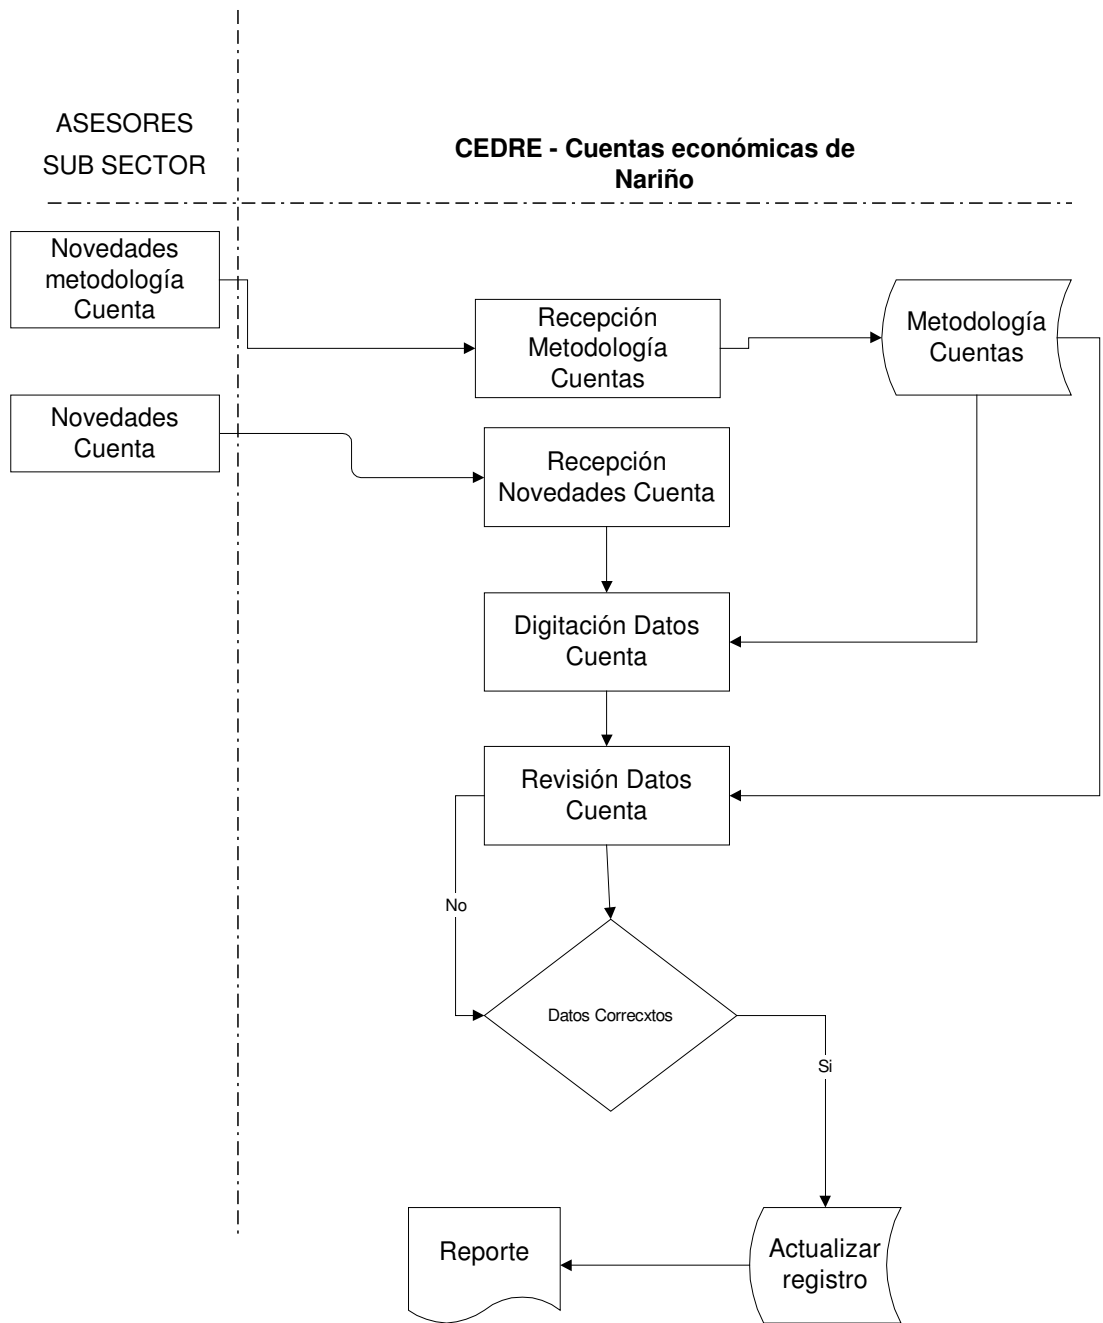 ASESORES
SUB SECTOR
CEDRE - Cuentas económicas de
Nariño
Novedades
metodología
Cuenta
Recepción
Metodología
Cuentas
Metodología
Cuentas
Novedades
Cuenta
Recepción
Novedades Cuenta
Digitación Datos
Cuenta
Revisión Datos
Cuenta
No
Datos Correcxtos
Si
Reporte
Actualizar
registro